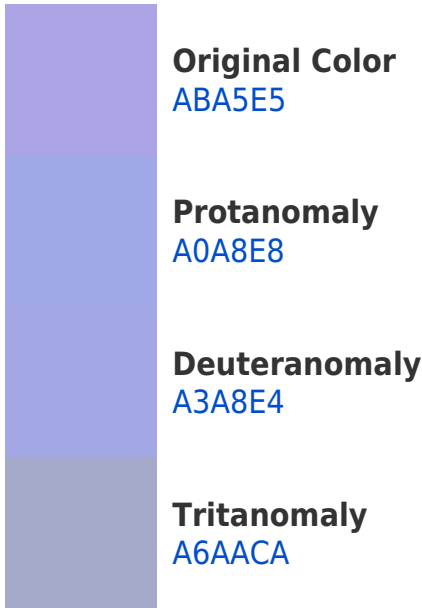 Original Color
ABA5E5
Protanomaly
A0A8E8
Deuteranomaly
A3A8E4
Tritanomaly
A6AACA